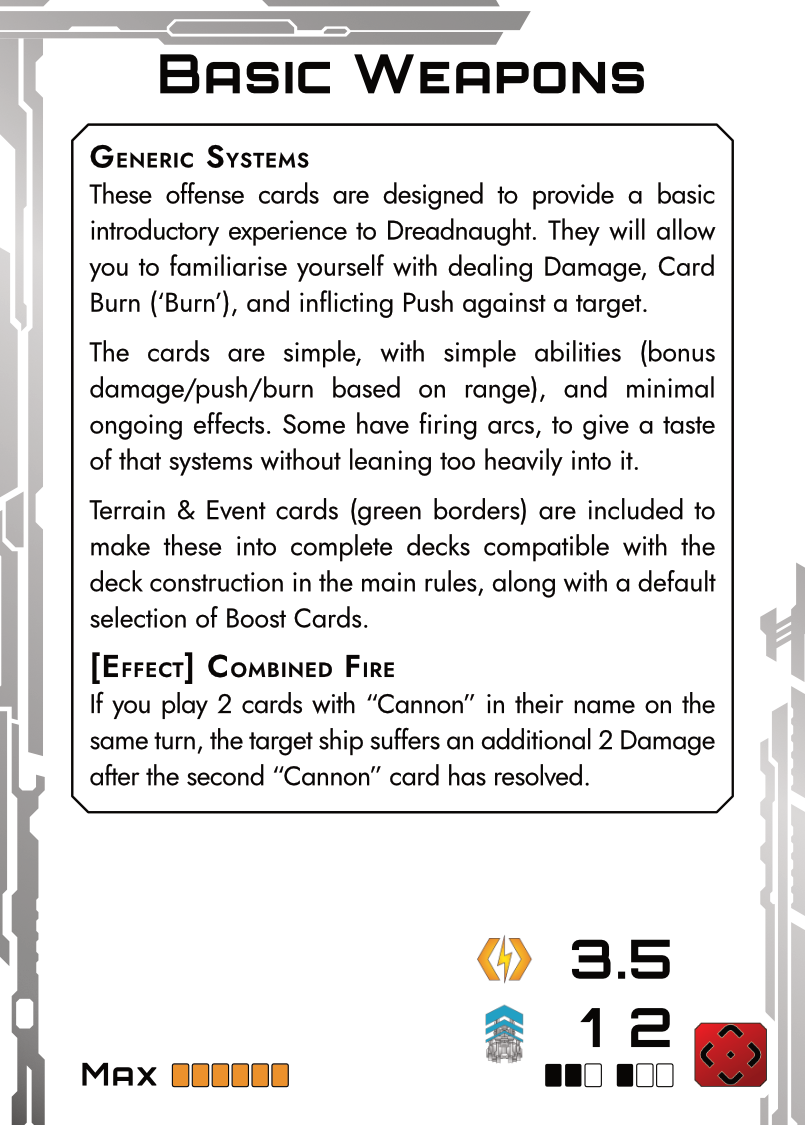 Basic Weapons
Generic Systems
These offense cards are designed to provide a basic
introductory experience to Dreadnaught. They will allow
you to familiarise yourself with dealing Damage, Card
Burn (‘Burn’), and inflicting Push against a target.
The cards are simple, with simple abilities (bonus
damage/push/burn based on range), and minimal
ongoing effects. Some have firing arcs, to give a taste
of that systems without leaning too heavily into it.
Terrain & Event cards (green borders) are included to
make these into complete decks compatible with the
deck construction in the main rules, along with a default
selection of Boost Cards.
[Effect] Combined Fire
If you play 2 cards with “Cannon” in their name on the
same turn, the target ship suffers an additional 2 Damage
after the second “Cannon” card has resolved.
3.5
1 2
Max